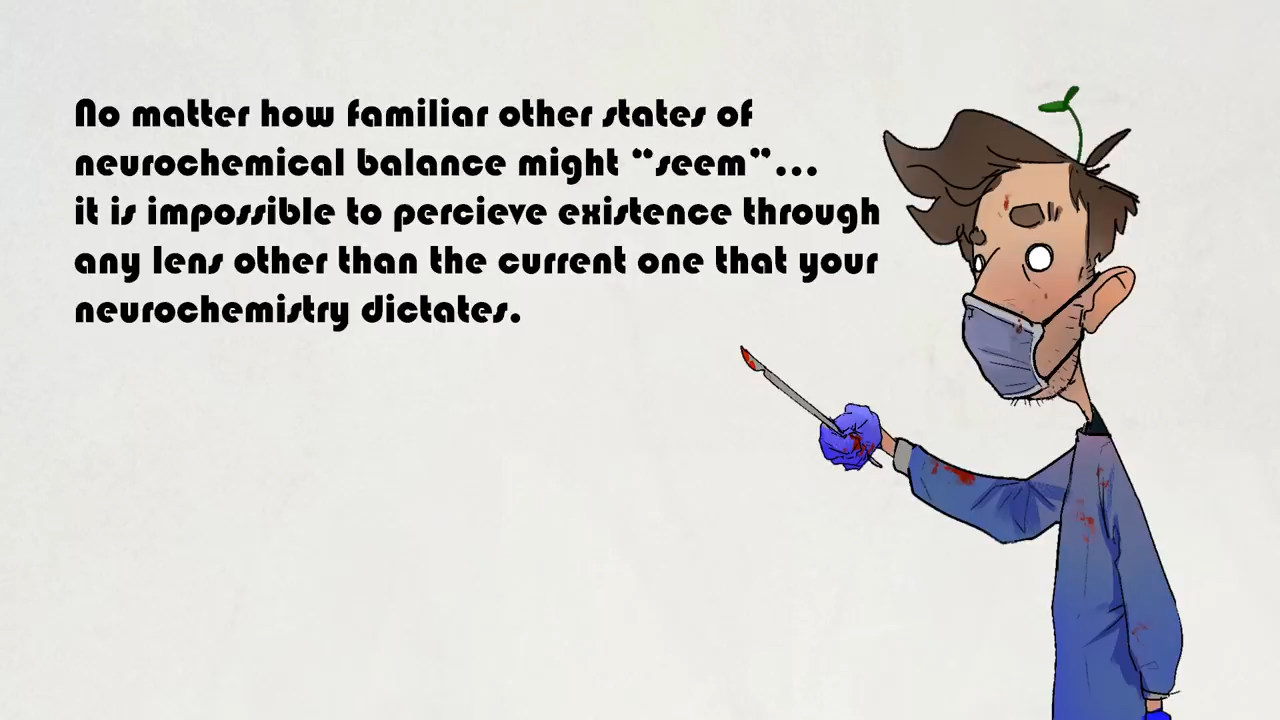 No matter how familiar other states of
neurochemical balance might “seem”...
it is impossible to percieve existence through
any lens other than the current one that your
neurochemistry dictates.